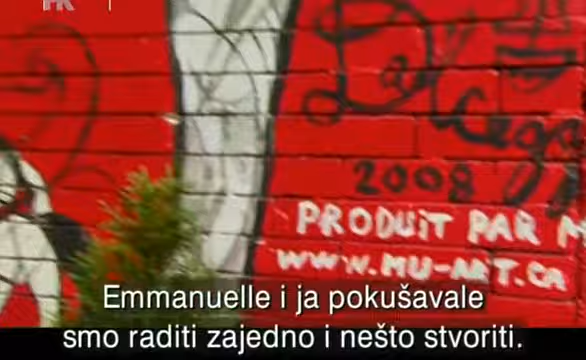 2008
PRODUIT PAR M
WWW.MU-ART.CA
Emmanuelle i ja pokušavale
smo raditi zajedno i nešto stvoriti.